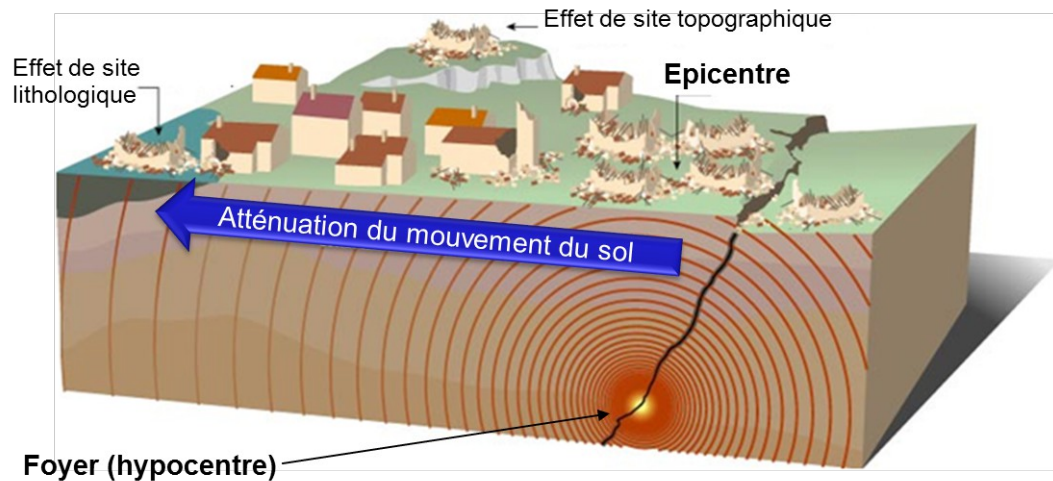 Effet de site topographique
Effet de site
lithologique
Epicentre
Atténuation du mouvement du sol
Foyer (hypocentre)